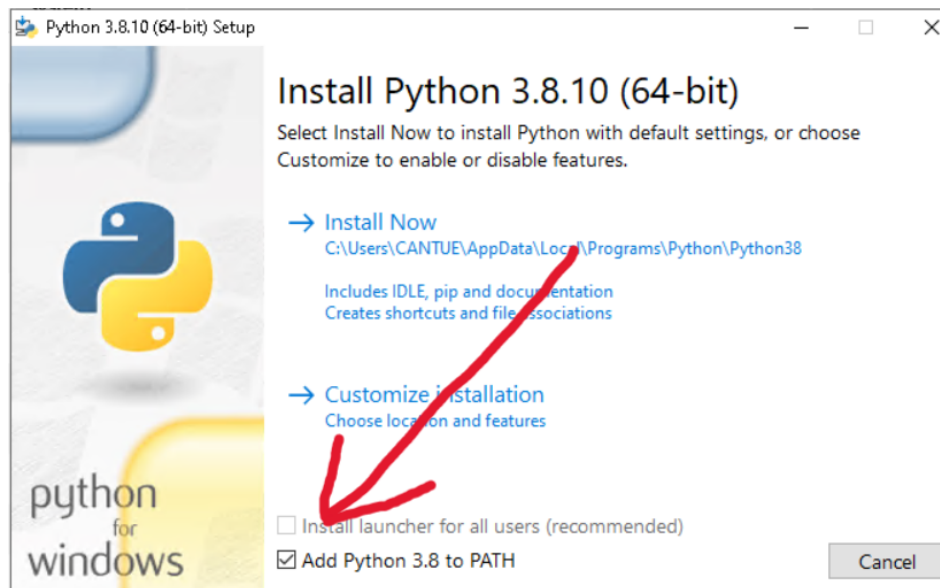 Python 3.8.10 (64-bit) Setup
Install Python 3.8.10 (64-bit)
Select Install Now to install Python with default settings, or choose
Customize to enable or disable features.
Install Now
C:\Users\CANTUE\AppData\Local\Programs\Python\Python38
Includes IDLE, pip and documentation
Creates shortcuts and file associations
Customize installation
Choose location and features
python
for
windows
Install launcher for all users (recommended)
Add Python 3.8 to PATH
Cancel